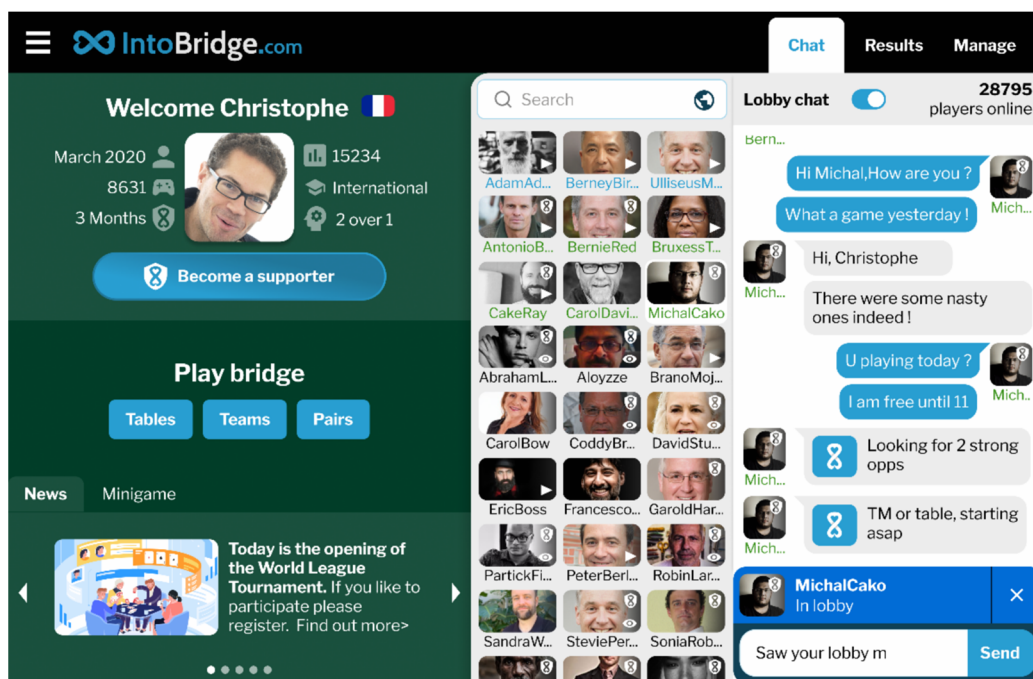 IntoBridge.com
Chat
Results
Manage
Welcome Christophe
March 2020
15234
8631
International
3 Months
2 over 1
Become a supporter
Play bridge
Tables
Teams
Pairs
News
Minigame
Today is the opening of
the World League
Tournament. If you like to
participate please
register. Find out more>
Search
AdamAd...
BerneyBir...
UlliseusM...
AntonioB...
BernieRed
BruxessT...
CakeRay
CarolDavi...
MichalCako
AbrahamL...
Aloyzze
BranoMoj...
CarolBow
CoddyBr...
DavidStu...
EricBoss
Francesco...
GaroldHar...
PartickFi...
PeterBerl...
RobinLar...
SandraW...
SteviePer...
SoniaRob...
Lobby chat
28795
players online
Bern...
Hi Michal,How are you ?
Mich...
What a game yesterday !
Hi, Christophe
Mich...
There were some nasty
ones indeed !
U playing today ?
Mich..
I am free until 11
Looking for 2 strong
opps
Mich...
TM or table, starting
asap
Mich...
MichalCako
In lobby
Saw your lobby m
Send